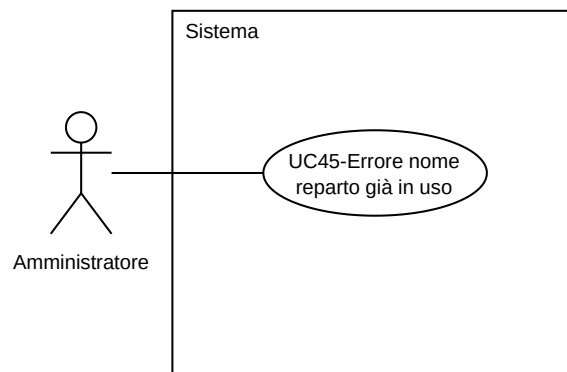 Sistema
UC45-Errore nome
reparto già in uso
Amministratore